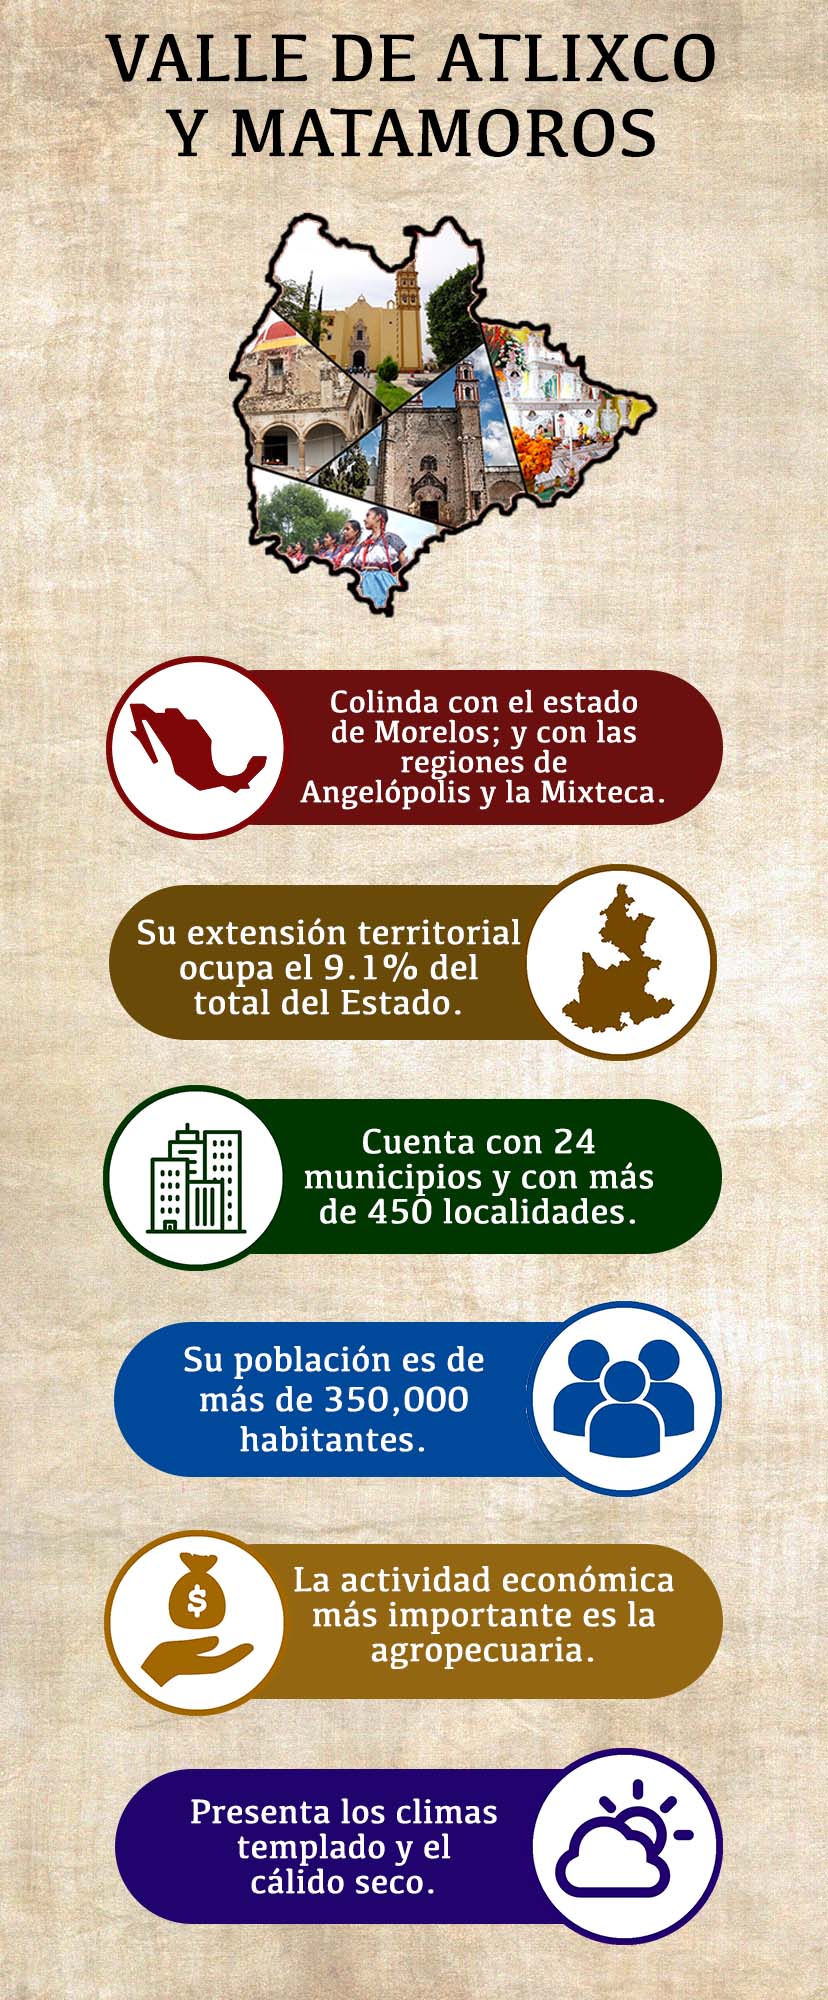 VALLE DE ATLIXCO
Y MATAMOROS
Colinda con el estado
de Morelos; y con las
regiones de
Angelópolis y la Mixteca.
Su extensión territorial
ocupa el 9.1% del
total del Estado.
Cuenta con 24
municipios y con más
de 450 localidades.
Su población es de
más de 350,000
habitantes.
$
La actividad económica
más importante es la
agropecuaria.
Presenta los climas
templado y el
cálido seco.